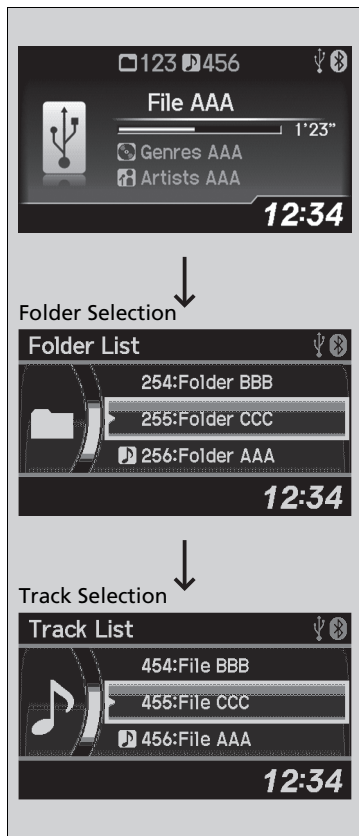 123 456
File AAA
1'23"
Genres AAA
Artists AAA
12:34
Folder Selection
Folder List
254:Folder BBB
255:Folder CCC
256:Folder AAA
12:34
Track Selection
Track List
454:File BBB
455:File CCC
456:File AAA
12:34